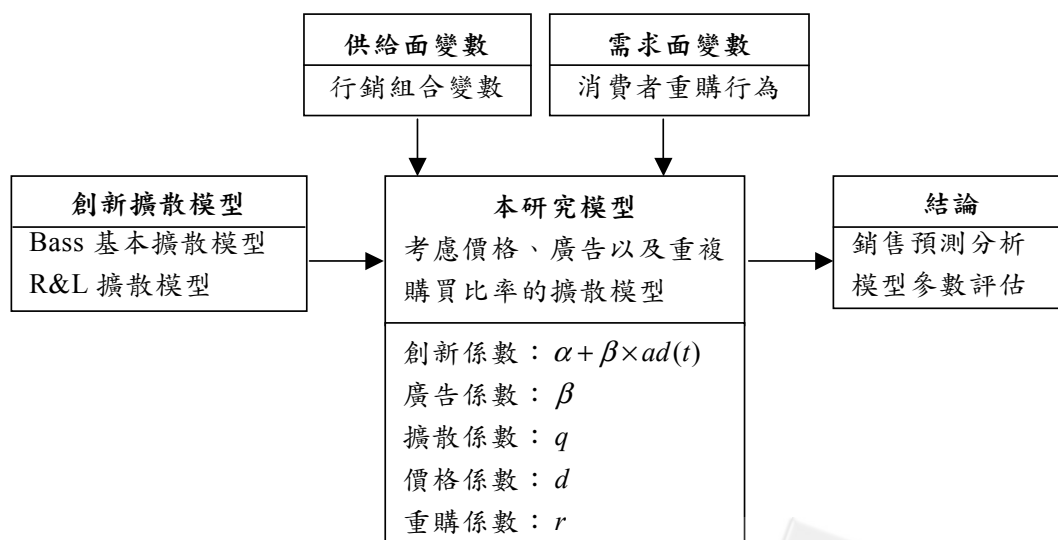 供給面變數
行銷組合變數
需求面變數
消費者重購行為
創新擴散模型
Bass 基本擴散模型
R&L 擴散模型
本研究模型
考慮價格、廣告以及重複
購買比率的擴散模型
創新係數：α + β × ad(t)
廣告係數：β
擴散係數：q
價格係數：d
重購係數：r
結論
銷售預測分析
模型參數評估